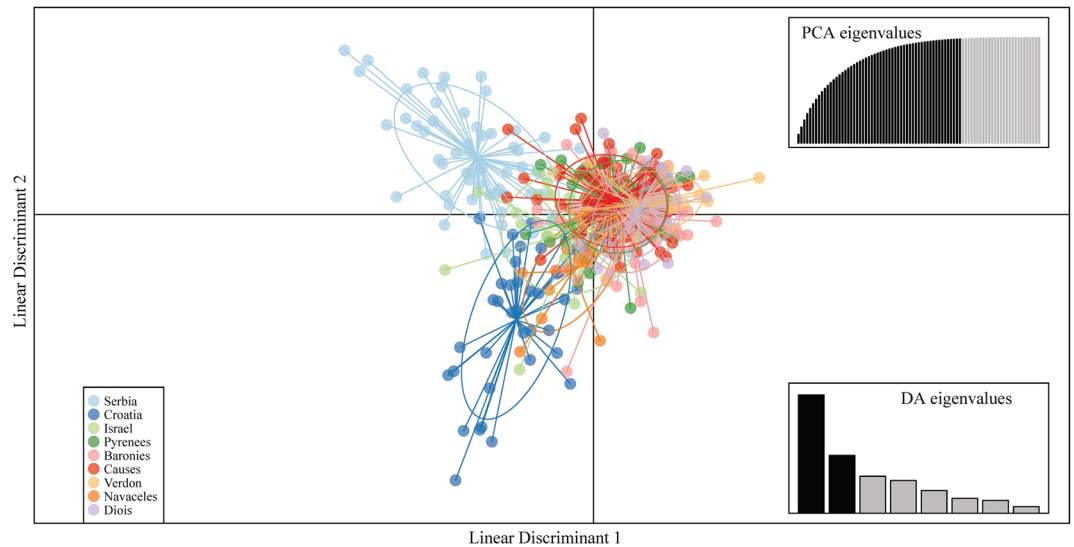 PCA eigenvalues
Linear Discriminant 2
DA eigenvalues
Serbia
Croatia
Israel
Pyrenees
Baronies
Causes
Verdon
Navaceles
Diois
Linear Discriminant 1